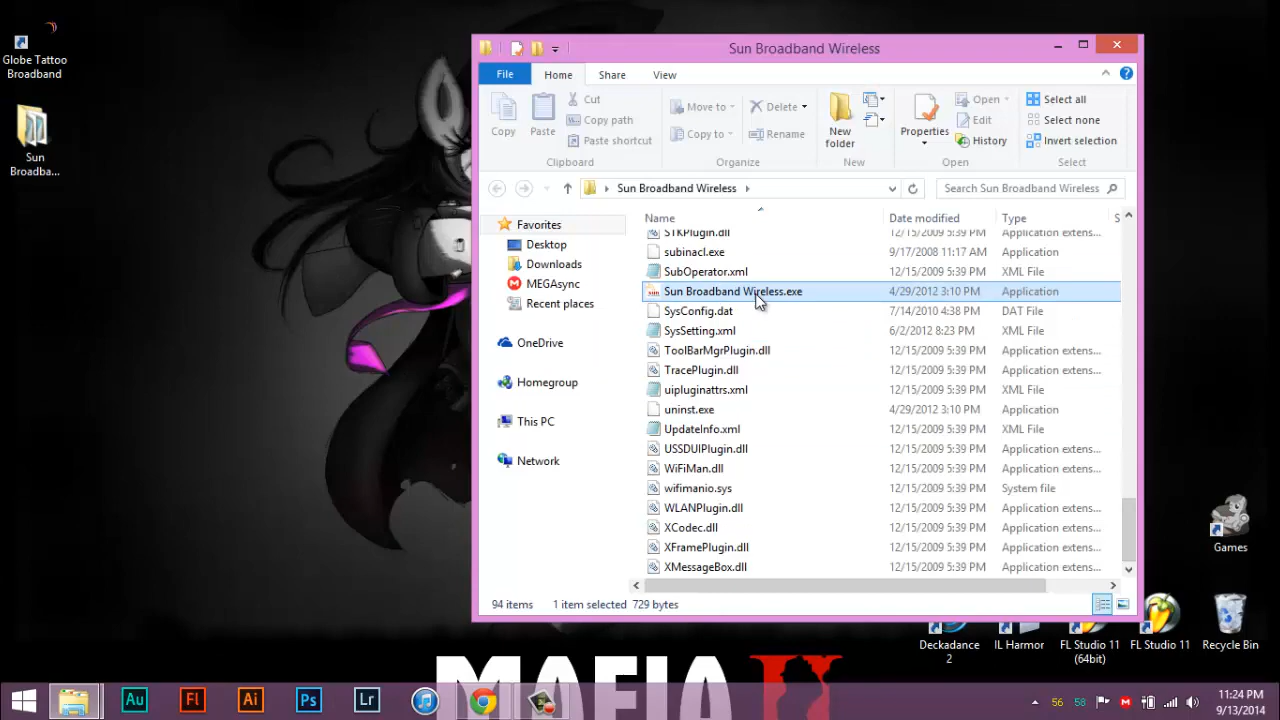 Globe Tattoo
Broadband
Sun
Broadba...
Sun Broadband Wireless
File
Home
Share
View
Copy
Paste
Cut
Copy path
Paste shortcut
Clipboard
Move to
Copy to
Delete
Rename
Organize
New
folder
New
Properties
Open
Edit
History
Open
Select all
Select none
Invert selection
Select
Sun Broadband Wireless
Search Sun Broadband Wireless
Favorites
Desktop
Downloads
MEGAsync
Recent places
OneDrive
Homegroup
This PC
Network
Name Date modified Type S
STKPlugin.dll 12/15/2009 5:39 PM Application extens...
subinacl.exe 9/17/2008 11:17 AM Application
SubOperator.xml 12/15/2009 5:39 PM XML File
Sun Broadband Wireless.exe 4/29/2012 3:10 PM Application
SysConfig.dat 7/14/2010 4:38 PM DAT File
SysSetting.xml 6/2/2012 8:23 PM XML File
ToolBarMgrPlugin.dll 12/15/2009 5:39 PM Application extens...
TracePlugin.dll 12/15/2009 5:39 PM Application extens...
uipluginattrs.xml 12/15/2009 5:39 PM XML File
uninst.exe 4/29/2012 3:10 PM Application
UpdateInfo.xml 12/15/2009 5:39 PM XML File
USSDUIPlugin.dll 12/15/2009 5:39 PM Application extens...
WiFiMan.dll 12/15/2009 5:39 PM Application extens...
wifimanio.sys 12/15/2009 5:39 PM System file
WLANPlugin.dll 12/15/2009 5:39 PM Application extens...
XCodec.dll 12/15/2009 5:39 PM Application extens...
XFramePlugin.dll 12/15/2009 5:39 PM Application extens...
XMessageBox.dll 12/15/2009 5:39 PM Application extens...
94 items 1 item selected 729 bytes
Games
Deckadance
2
IL Harmor
FL Studio 11
(64bit)
FL Studio 11
Recycle Bin
MAFIA II
Au
Fl
Ai
Ps
Lr
56
58
11:24 PM
9/13/2014